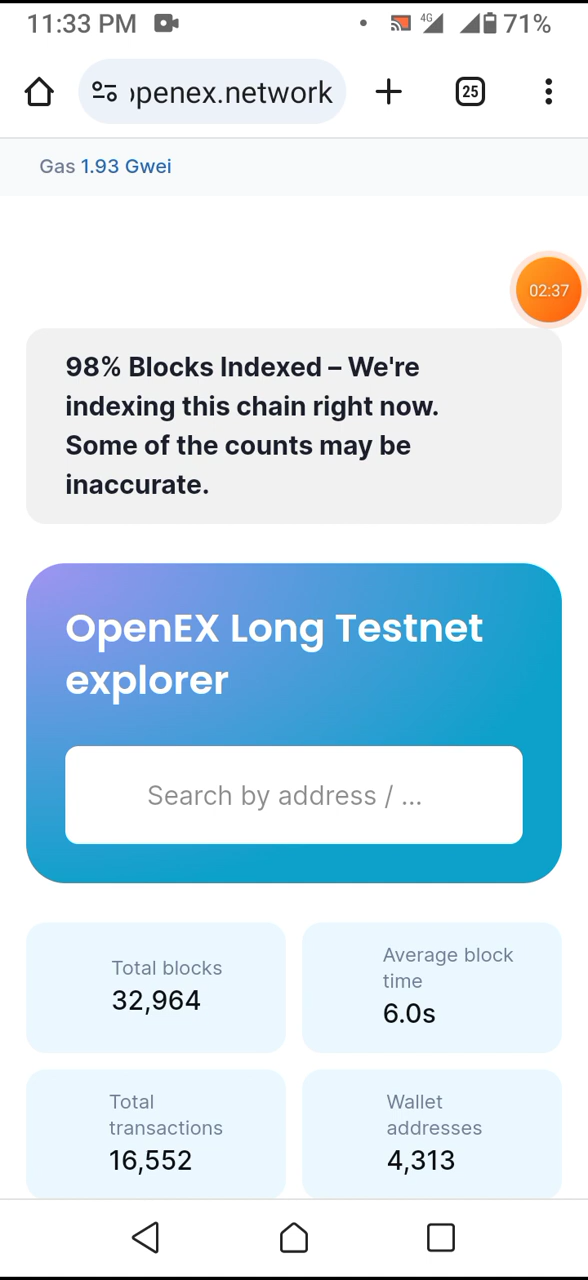 11:33 PM 4G 71%
openex.network 25
Gas 1.93 Gwei
02:37
98% Blocks Indexed – We're
indexing this chain right now.
Some of the counts may be
inaccurate.
OpenEX Long Testnet
explorer
Search by address / ...
Total blocks
32,964
Average block
time
6.0s
Total
transactions
16,552
Wallet
addresses
4,313